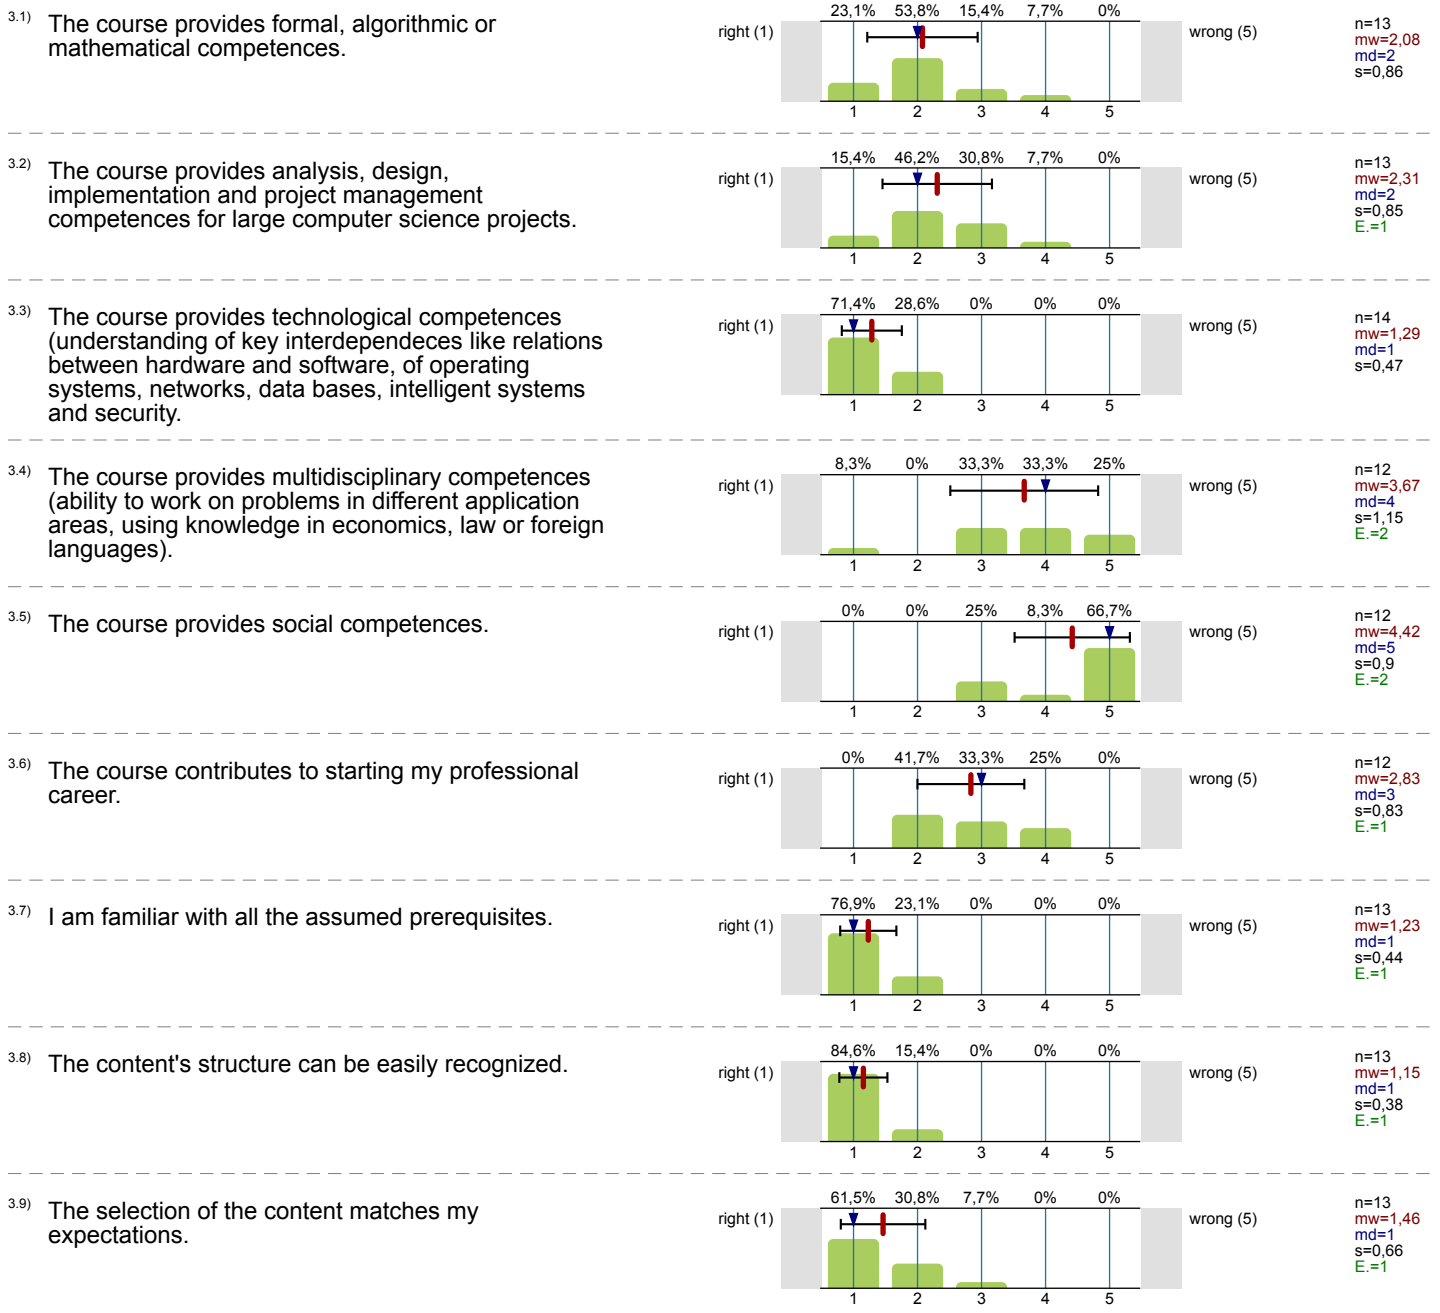 3.1) The course provides formal, algorithmic or
mathematical competences.
right (1)
23,1% 53,8% 15,4% 7,7% 0%
1 2 3 4 5
wrong (5)
n=13
mw=2,08
md=2
s=0,86
3.2) The course provides analysis, design,
implementation and project management
competences for large computer science projects.
right (1)
15,4% 46,2% 30,8% 7,7% 0%
1 2 3 4 5
wrong (5)
n=13
mw=2,31
md=2
s=0,85
E.=1
3.3) The course provides technological competences
(understanding of key interdependeces like relations
between hardware and software, of operating
systems, networks, data bases, intelligent systems
and security.
right (1)
71,4% 28,6% 0% 0% 0%
1 2 3 4 5
wrong (5)
n=14
mw=1,29
md=1
s=0,47
3.4) The course provides multidisciplinary competences
(ability to work on problems in different application
areas, using knowledge in economics, law or foreign
languages).
right (1)
8,3% 0% 33,3% 33,3% 25%
1 2 3 4 5
wrong (5)
n=12
mw=3,67
md=4
s=1,15
E.=2
3.5) The course provides social competences.
right (1)
0% 0% 25% 8,3% 66,7%
1 2 3 4 5
wrong (5)
n=12
mw=4,42
md=5
s=0,9
E.=2
3.6) The course contributes to starting my professional
career.
right (1)
0% 41,7% 33,3% 25% 0%
1 2 3 4 5
wrong (5)
n=12
mw=2,83
md=3
s=0,83
E.=1
3.7) I am familiar with all the assumed prerequisites.
right (1)
76,9% 23,1% 0% 0% 0%
1 2 3 4 5
wrong (5)
n=13
mw=1,23
md=1
s=0,44
E.=1
3.8) The content's structure can be easily recognized.
right (1)
84,6% 15,4% 0% 0% 0%
1 2 3 4 5
wrong (5)
n=13
mw=1,15
md=1
s=0,38
E.=1
3.9) The selection of the content matches my
expectations.
right (1)
61,5% 30,8% 7,7% 0% 0%
1 2 3 4 5
wrong (5)
n=13
mw=1,46
md=1
s=0,66
E.=1